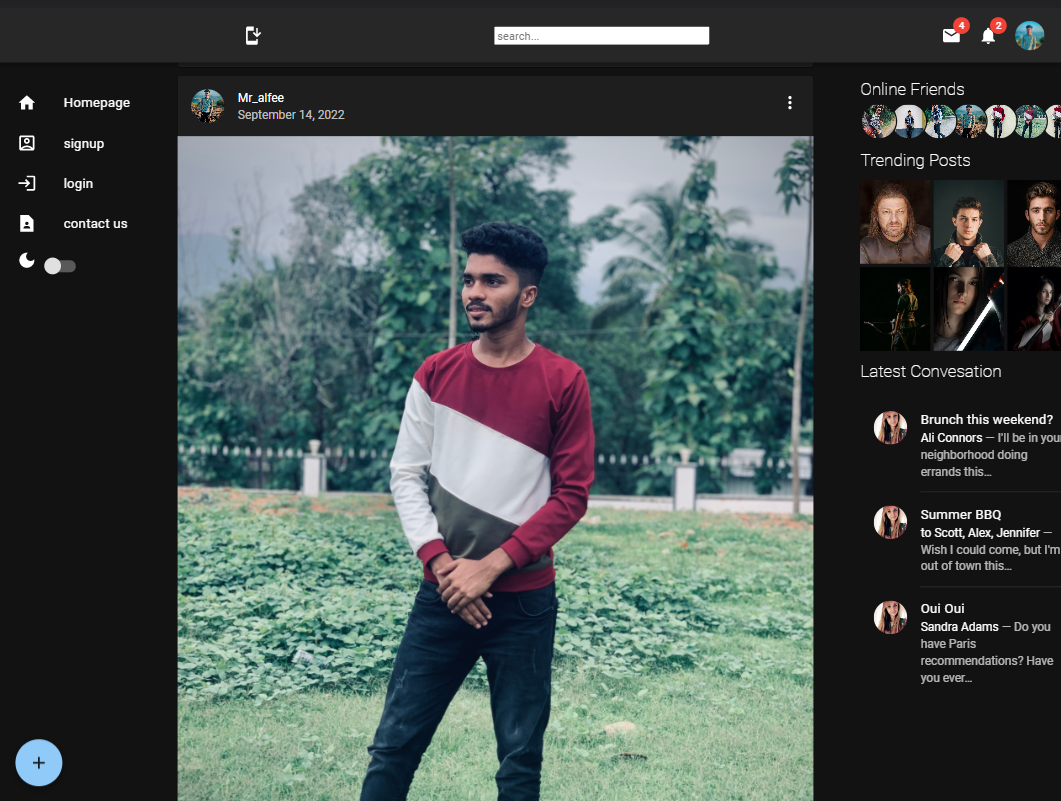 search...
4
2
Homepage
signup
login
contact us
Mr_alfee
September 14, 2022
Online Friends
Trending Posts
Latest Convesation
Brunch this weekend?
Ali Connors — I'll be in your
neighborhood doing
errands this…
Summer BBQ
to Scott, Alex, Jennifer —
Wish I could come, but I'm
out of town this…
Oui Oui
Sandra Adams — Do you
have Paris
recommendations? Have
you ever…